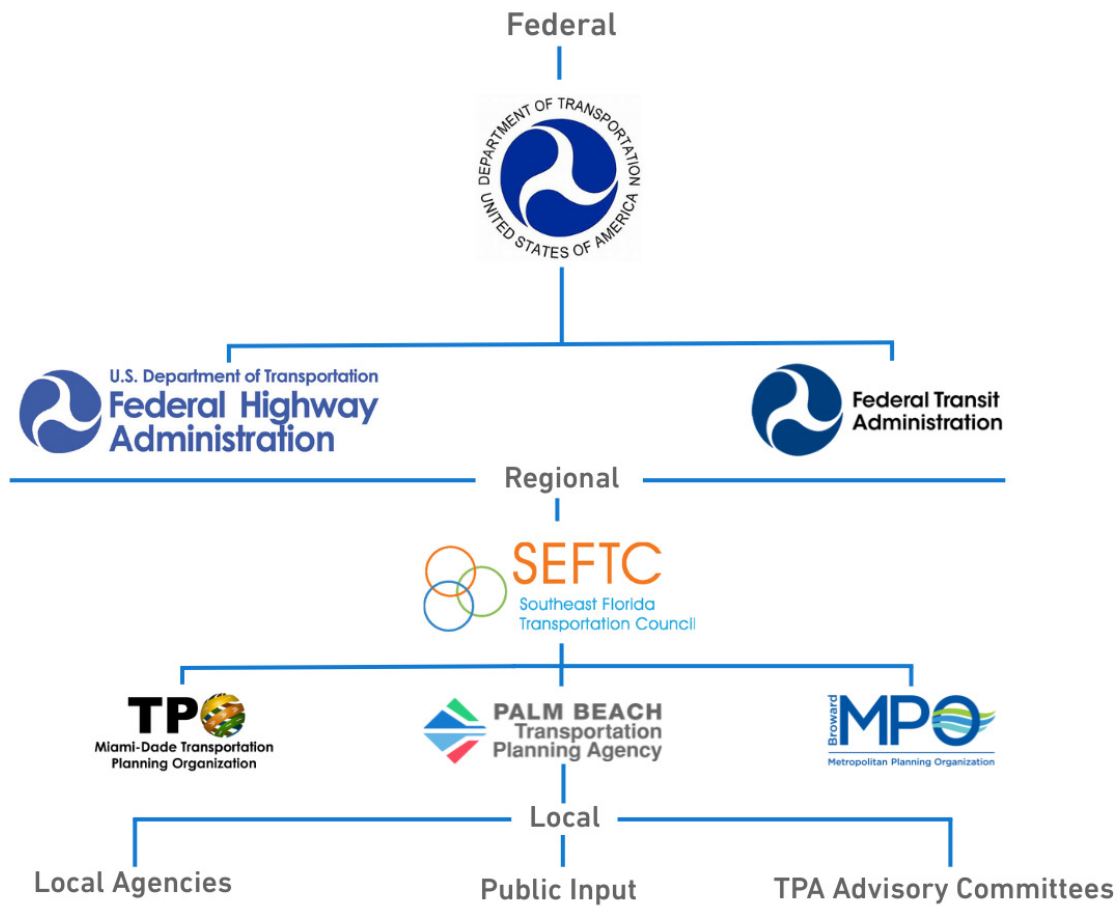 Federal
DEPARTMENT OF TRANSPORTATION
UNITED STATES OF AMERICA
U.S. Department of Transportation
Federal Highway
Administration
Federal Transit
Administration
Regional
SEFTC
Southeast Florida
Transportation Council
TPO
Miami-Dade Transportation
Planning Organization
PALM BEACH
Transportation
Planning Agency
Broward
MPO
Metropolitan Planning Organization
Local
Local Agencies
Public Input
TPA Advisory Committees